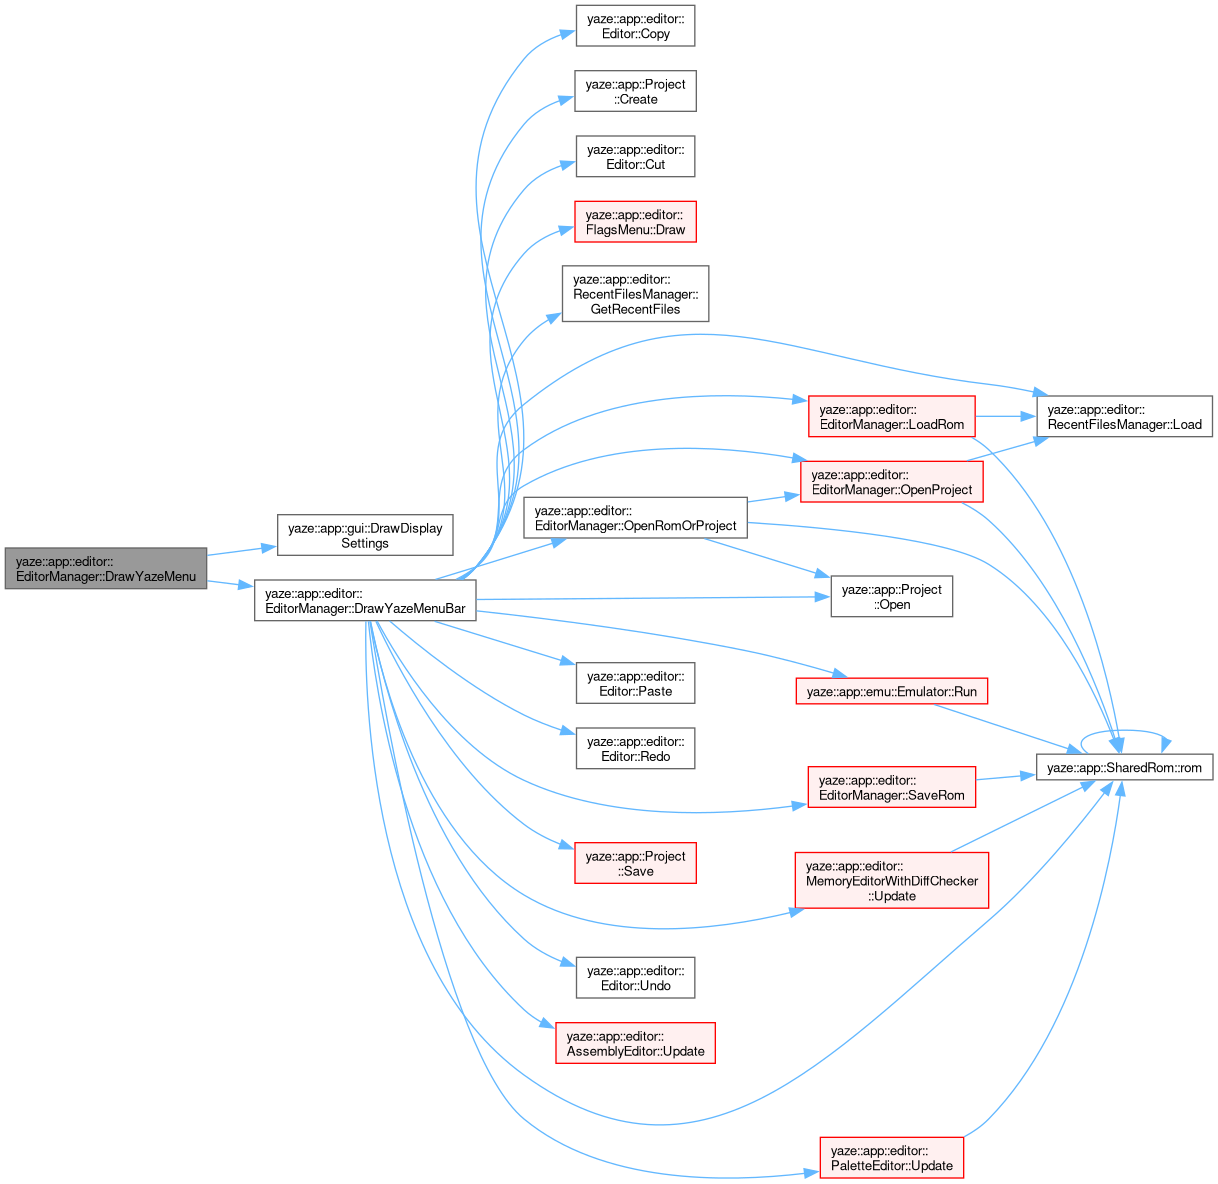 yaze::app::editor::
Editor::Copy
yaze::app::Project
::Create
yaze::app::editor::
Editor::Cut
yaze::app::editor::
FlagsMenu::Draw
yaze::app::editor::
RecentFilesManager::
GetRecentFiles
yaze::app::editor::
EditorManager::LoadRom
yaze::app::editor::
RecentFilesManager::Load
yaze::app::editor::
EditorManager::OpenProject
yaze::app::editor::
EditorManager::OpenRomOrProject
yaze::app::gui::DrawDisplay
Settings
yaze::app::editor::
EditorManager::DrawYazeMenu
yaze::app::editor::
EditorManager::DrawYazeMenuBar
yaze::app::Project
::Open
yaze::app::editor::
Editor::Paste
yaze::app::emu::Emulator::Run
yaze::app::editor::
Editor::Redo
yaze::app::SharedRom::rom
yaze::app::editor::
EditorManager::SaveRom
yaze::app::Project
::Save
yaze::app::editor::
MemoryEditorWithDiffChecker
::Update
yaze::app::editor::
Editor::Undo
yaze::app::editor::
AssemblyEditor::Update
yaze::app::editor::
PaletteEditor::Update